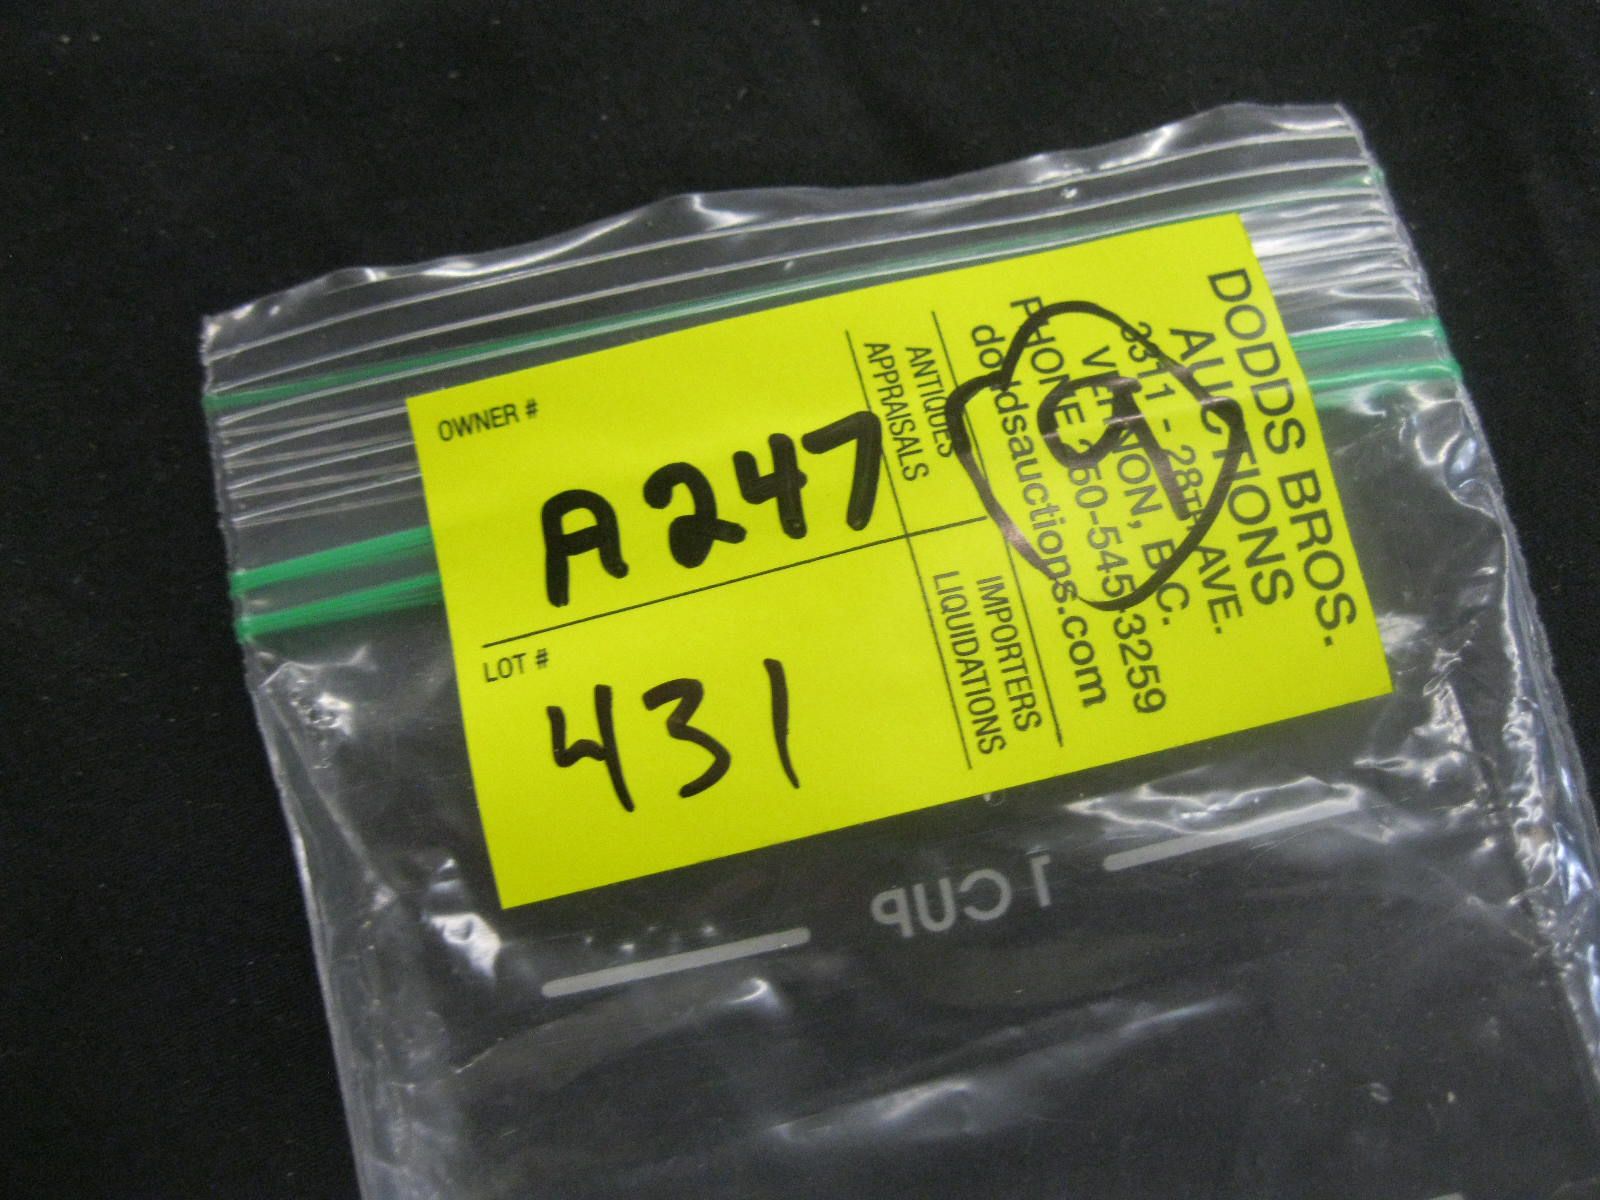 DODDS BROS.
AUCTIONS
3311 - 28TH AVE.
VERNON, B.C.
PHONE 250-545-3259
doddsauctions.com
ANTIQUES
APPRAISALS
IMPORTERS
LIQUIDATIONS
OWNER #
A247
LOT #
431
1 CUP